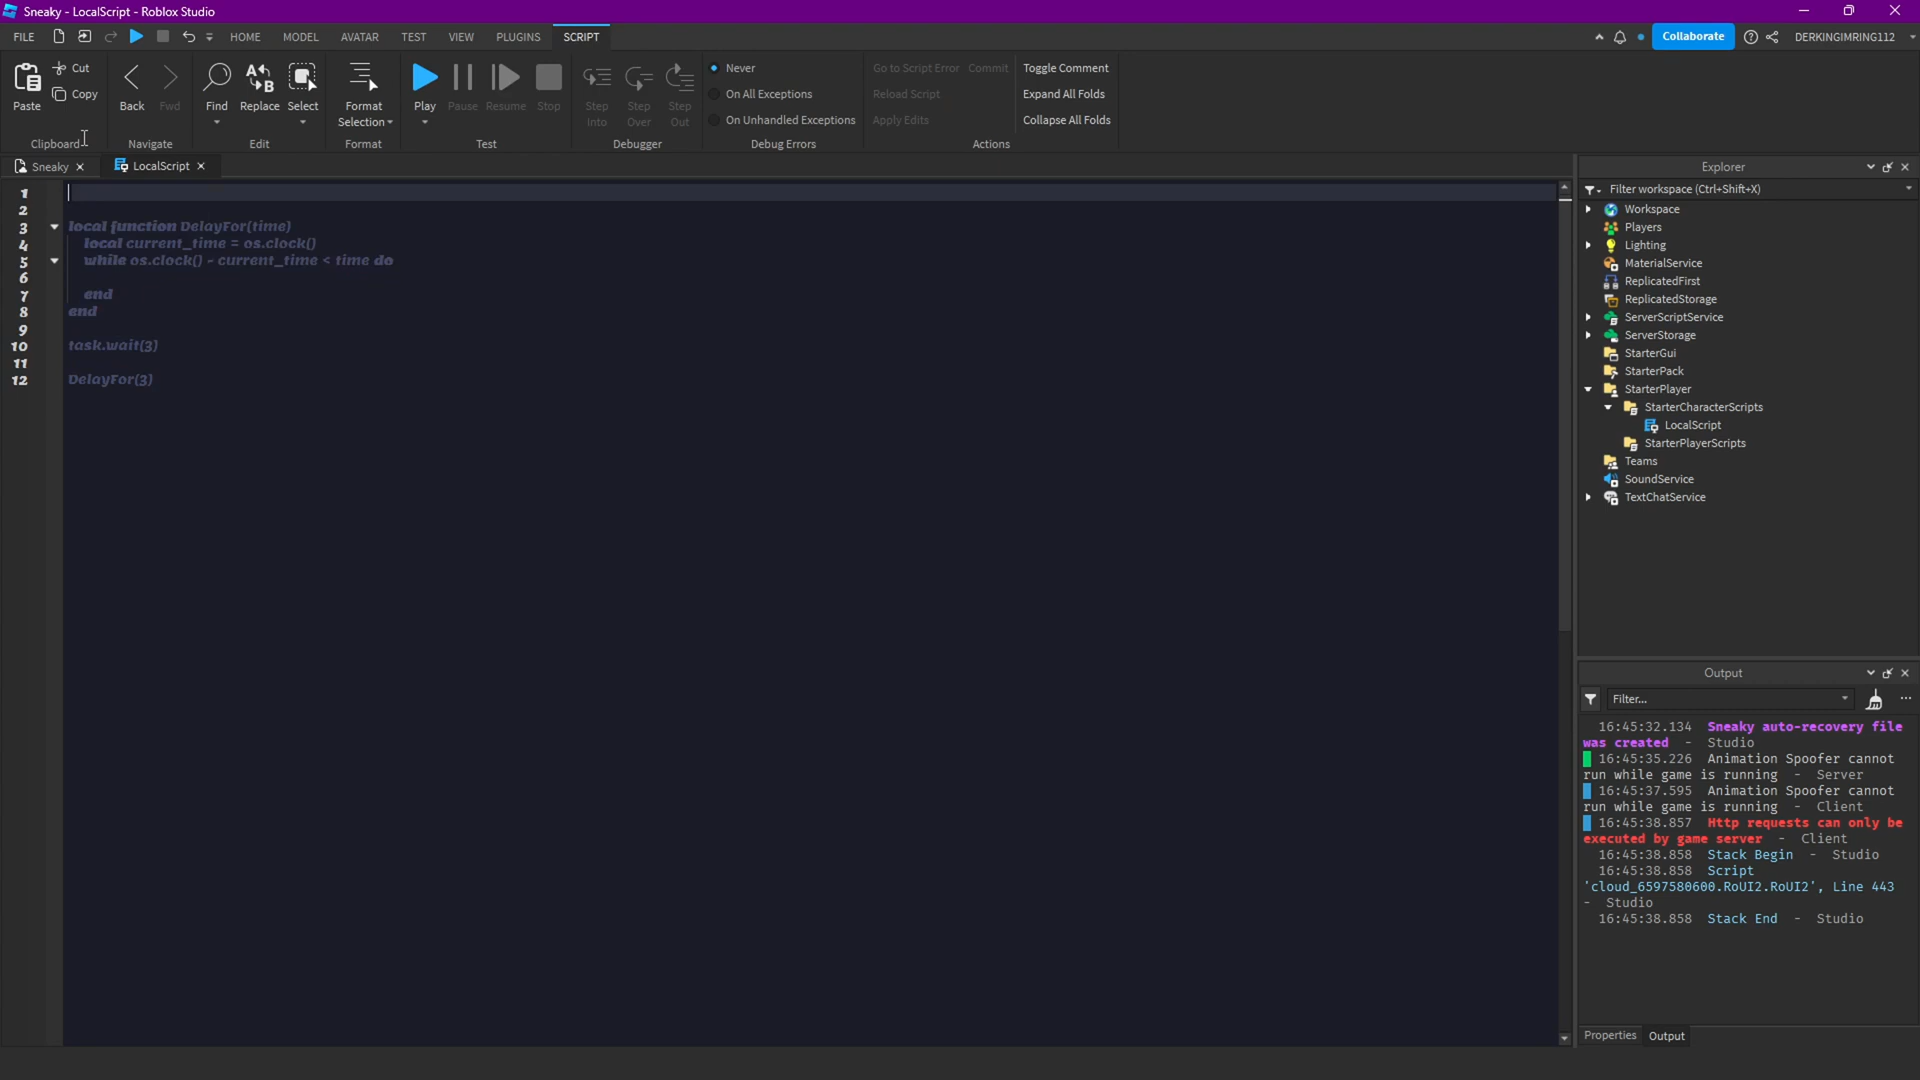 Sneaky - LocalScript - Roblox Studio
FILE HOME MODEL AVATAR TEST VIEW PLUGINS SCRIPT Collaborate DERKINGIMRING112
Paste Cut Copy Clipboard
Back Fwd Navigate
Find Replace Select Edit
Format Selection Format
Play Pause Resume Stop Test
Step Into Step Over Step Out Debugger
Never
On All Exceptions
On Unhandled Exceptions
Debug Errors
Go to Script Error Commit
Reload Script
Apply Edits
Toggle Comment
Expand All Folds
Collapse All Folds
Actions
Sneaky LocalScript
1
2
3 local function DelayFor(time)
4 local current_time = os.clock()
5 while os.clock() - current_time < time do
6
7 end
8 end
9
10 task.wait(3)
11
12 DelayFor(3)
Explorer
Filter workspace (Ctrl+Shift+X)
Workspace
Players
Lighting
MaterialService
ReplicatedFirst
ReplicatedStorage
ServerScriptService
ServerStorage
StarterGui
StarterPack
StarterPlayer
StarterCharacterScripts
LocalScript
StarterPlayerScripts
Teams
SoundService
TextChatService
Output
Filter...
16:45:32.134 Sneaky auto-recovery file
was created - Studio
16:45:35.226 Animation Spoofer cannot
run while game is running - Server
16:45:37.595 Animation Spoofer cannot
run while game is running - Client
16:45:38.857 Http requests can only be
executed by game server - Client
16:45:38.858 Stack Begin - Studio
16:45:38.858 Script
'cloud_6597580600.RoUI2.RoUI2', Line 443
- Studio
16:45:38.858 Stack End - Studio
Properties Output